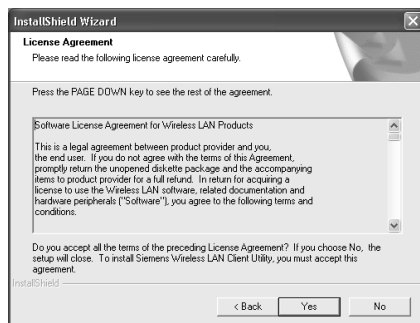 InstallShield Wizard
License Agreement
Please read the following license agreement carefully.
Press the PAGE DOWN key to see the rest of the agreement.
Software License Agreement for Wireless LAN Products
This is a legal agreement between product provider and you,
the end user. If you do not agree with the terms of this Agreement,
promptly return the unopened diskette package and the accompanying
items to product provider for a full refund. In return for acquiring a
license to use the Wireless LAN software, related documentation and
hardware peripherals ("Software"), you agree to the following terms and
conditions.
Do you accept all the terms of the preceding License Agreement? If you choose No, the
setup will close. To install Siemens Wireless LAN Client Utility, you must accept this
agreement.
InstallShield
< Back Yes No